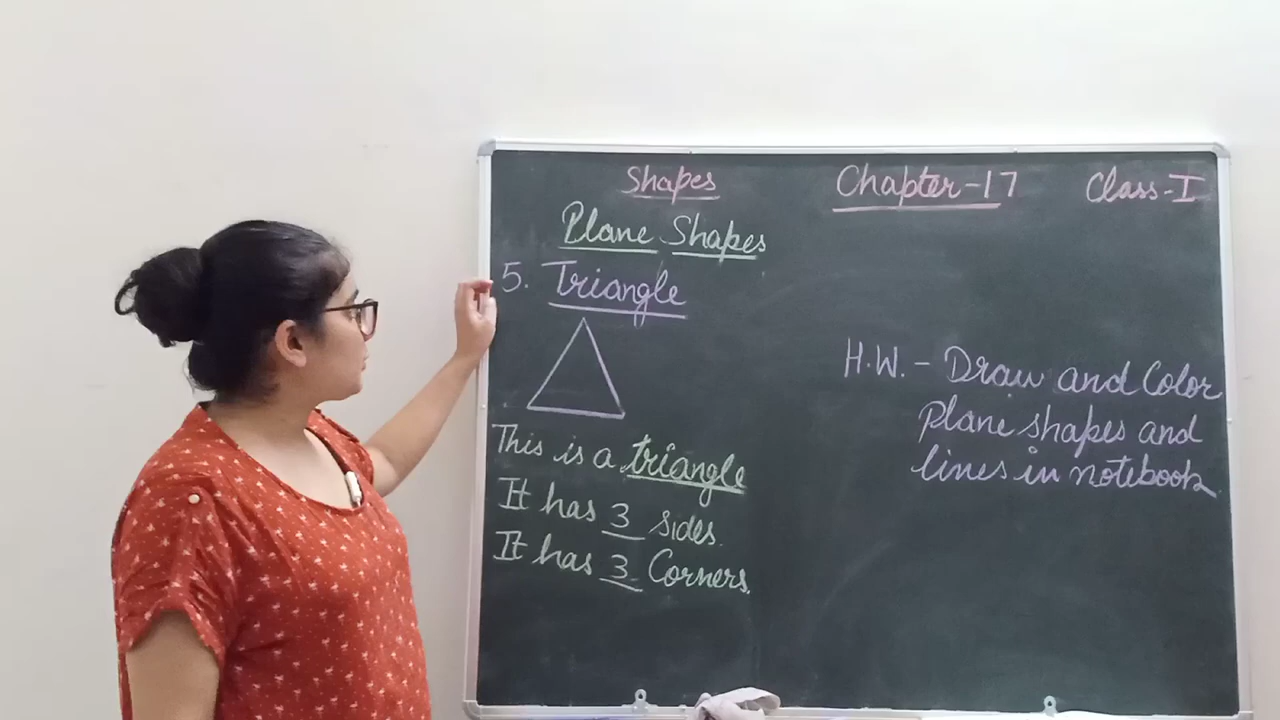 Shapes Chapter-17 Class-I
Plane Shapes
5. Triangle
This is a triangle
It has 3 sides.
It has 3 Corners.
H.W. - Draw and Color
plane shapes and
lines in notebook.